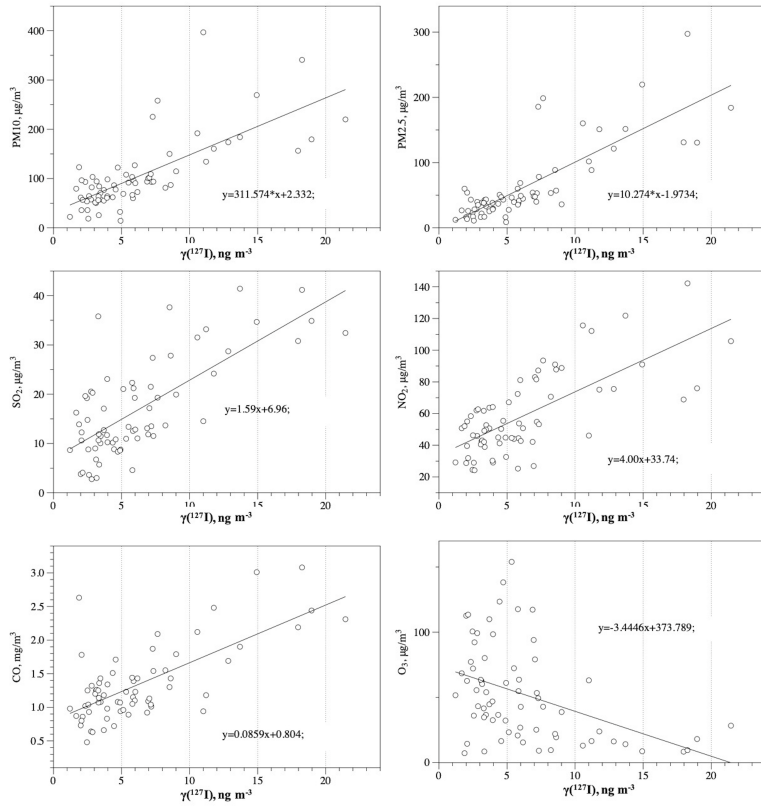 400
300
200
100
0
PM10, µg/m³
y=311.574*x+2.332;
0 5 10 15 20
γ(¹²⁷I), ng m⁻³
300
200
100
0
PM2.5, µg/m³
y=10.274*x-1.9734;
0 5 10 15 20
γ(¹²⁷I), ng m⁻³
40
30
20
10
0
SO₂, µg/m³
y=1.59x+6.96;
0 5 10 15 20
γ(¹²⁷I), ng m⁻³
140
120
100
80
60
40
20
NO₂, µg/m³
y=4.00x+33.74;
0 5 10 15 20
γ(¹²⁷I), ng m⁻³
3.0
2.5
2.0
1.5
1.0
0.5
CO, mg/m³
y=0.0859x+0.804;
0 5 10 15 20
γ(¹²⁷I), ng m⁻³
100
0
O₃, µg/m³
y=-3.4446x+373.789;
0 5 10 15 20
γ(¹²⁷I), ng m⁻³